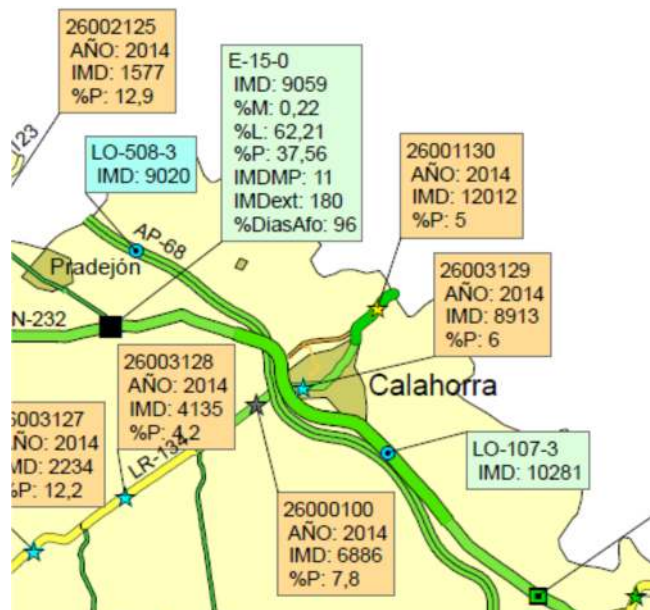 26002125
AÑO: 2014
IMD: 1577
%P: 12,9
E-15-0
IMD: 9059
%M: 0,22
%L: 62,21
%P: 37,56
IMDMP: 11
IMDext: 180
%DiasAfo: 96
LO-508-3
IMD: 9020
26001130
AÑO: 2014
IMD: 12012
%P: 5
AP-68
Pradejón
26003129
AÑO: 2014
IMD: 8913
%P: 6
N-232
26003128
AÑO: 2014
IMD: 4135
%P: 4,2
Calahorra
6003127
AÑO: 2014
MD: 2234
%P: 12,2
LR-134
LO-107-3
IMD: 10281
26000100
AÑO: 2014
IMD: 6886
%P: 7,8